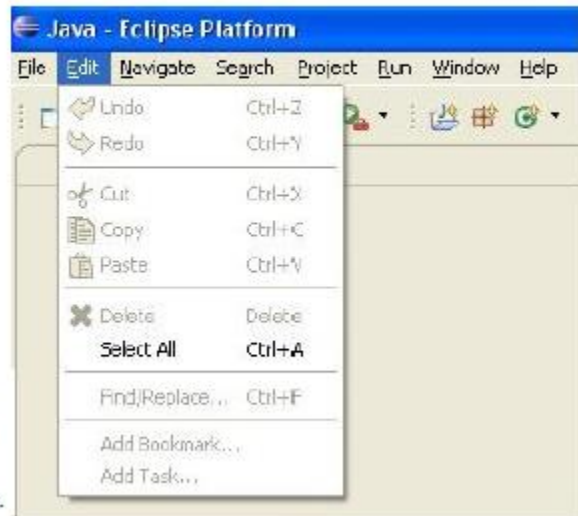 Java - Eclipse Platform
File Edit Navigate Search Project Run Window Help
Undo Ctrl+Z
Redo Ctrl+Y
Cut Ctrl+X
Copy Ctrl+C
Paste Ctrl+V
Delete Delete
Select All Ctrl+A
Find/Replace... Ctrl+F
Add Bookmark...
Add Task...